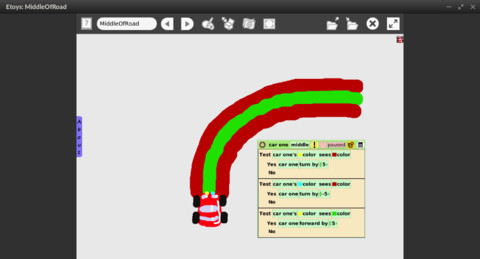 Etoys: MiddleOfRoad
MiddleOfRoad
About
car one middle ! paused
Test car one's color sees color
Yes car one turn by 5
No
Test car one's color sees color
Yes car one turn by -5
No
Test car one's color sees color
Yes car one forward by 5
No